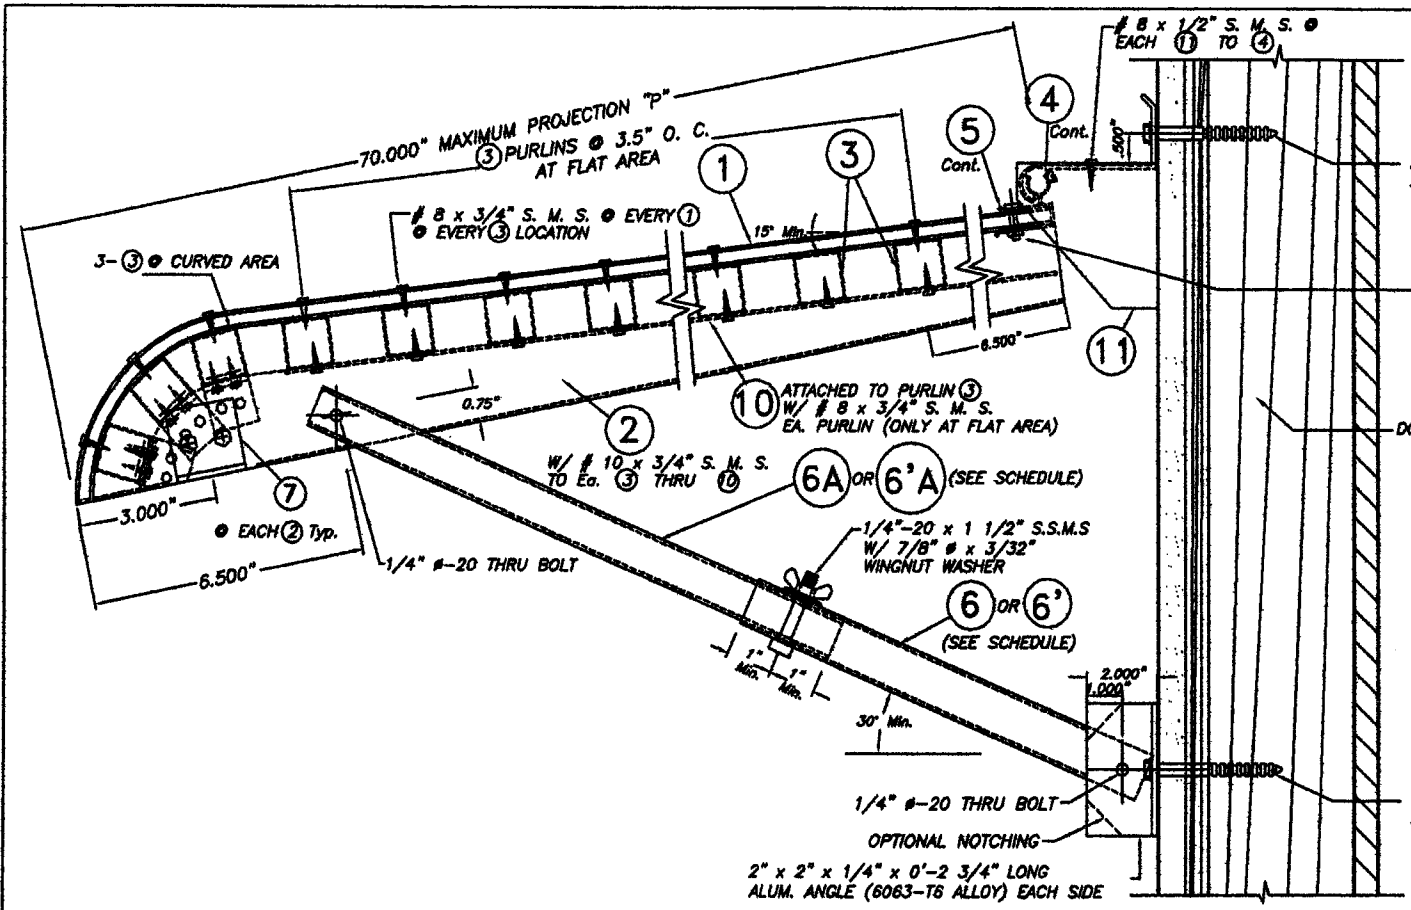 # 8 x 1/2" S. M. S. @
EACH 11 TO 4
70.000" MAXIMUM PROJECTION "P"
3 PURLINS @ 3.5" O. C.
AT FLAT AREA
4
Cont.
5
Cont.
.500"
1
3
# 8 x 3/4" S. M. S. @ EVERY 1
@ EVERY 3 LOCATION
15° Min.
3- 3 @ CURVED AREA
11
6.500"
0.75"
10
ATTACHED TO PURLIN 3
W/ # 8 x 3/4" S. M. S.
EA. PURLIN (ONLY AT FLAT AREA)
2
W/ # 10 x 3/4" S. M. S.
TO Ea. 3 THRU 10
6A OR 6'A (SEE SCHEDULE)
7
@ EACH 2 Typ.
3.000"
6.500"
1/4" ø-20 THRU BOLT
1/4"-20 x 1 1/2" S.S.M.S
W/ 7/8" ø x 3/32"
WINGNUT WASHER
6 OR 6'
(SEE SCHEDULE)
1"
Min.
1"
Min.
30° Min.
2.000"
1.000"
1/4" ø-20 THRU BOLT
OPTIONAL NOTCHING
2" x 2" x 1/4" x 0'-2 3/4" LONG
ALUM. ANGLE (6063-T6 ALLOY) EACH SIDE